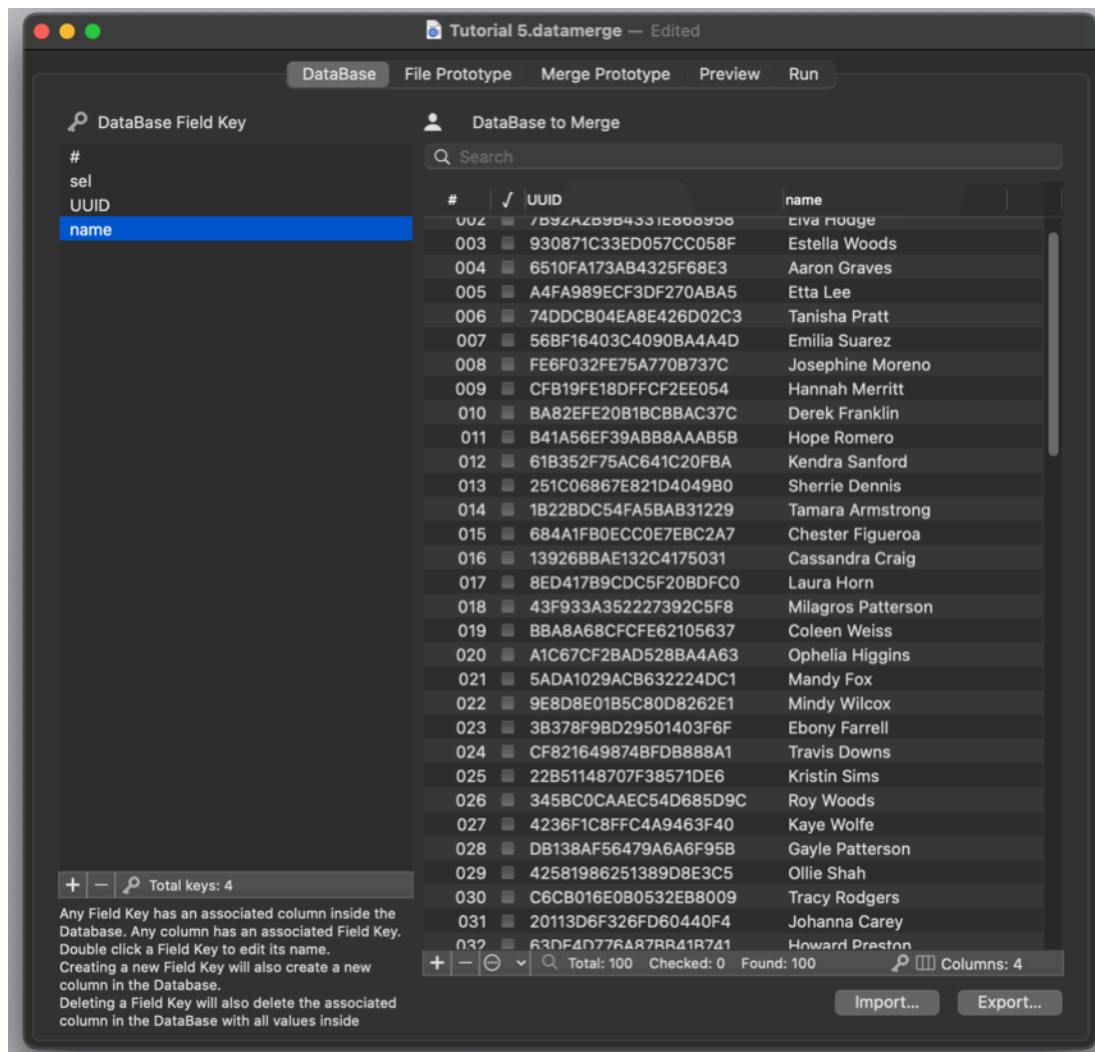 Tutorial 5.datamerge — Edited
DataBase File Prototype Merge Prototype Preview Run
DataBase Field Key
#
sel
UUID
name
Total keys: 4
Any Field Key has an associated column inside the
Database. Any column has an associated Field Key.
Double click a Field Key to edit its name.
Creating a new Field Key will also create a new
column in the Database.
Deleting a Field Key will also delete the associated
column in the DataBase with all values inside
DataBase to Merge
Search
# √ UUID name
002 7B92A2B9B4331E868958 Elva Hodge
003 930871C33ED057CC058F Estella Woods
004 6510FA173AB4325F68E3 Aaron Graves
005 A4FA989ECF3DF270ABA5 Etta Lee
006 74DDCB04EA8E426D02C3 Tanisha Pratt
007 56BF16403C4090BA4A4D Emilia Suarez
008 FE6F032FE75A770B737C Josephine Moreno
009 CFB19FE18DFFCF2EE054 Hannah Merritt
010 BA82EFE20B1BCBBAC37C Derek Franklin
011 B41A56EF39ABB8AAAB5B Hope Romero
012 61B352F75AC641C20FBA Kendra Sanford
013 251C06867E821D4049B0 Sherrie Dennis
014 1B22BDC54FA5BAB31229 Tamara Armstrong
015 684A1FB0ECC0E7EBC2A7 Chester Figueroa
016 13926BBAE132C4175031 Cassandra Craig
017 8ED417B9CDC5F20BDFC0 Laura Horn
018 43F933A352227392C5F8 Milagros Patterson
019 BBA8A68CFCFE62105637 Coleen Weiss
020 A1C67CF2BAD528BA4A63 Ophelia Higgins
021 5ADA1029ACB632224DC1 Mandy Fox
022 9E8D8E01B5C80D8262E1 Mindy Wilcox
023 3B378F9BD29501403F6F Ebony Farrell
024 CF821649874BFDB888A1 Travis Downs
025 22B51148707F38571DE6 Kristin Sims
026 345BC0CAAEC54D685D9C Roy Woods
027 4236F1C8FFC4A9463F40 Kaye Wolfe
028 DB138AF56479A6A6F95B Gayle Patterson
029 42581986251389D8E3C5 Ollie Shah
030 C6CB016E0B0532EB8009 Tracy Rodgers
031 20113D6F326FD60440F4 Johanna Carey
032 63DF4D776A87BB41B741 Howard Preston
Total: 100 Checked: 0 Found: 100 Columns: 4
Import... Export...